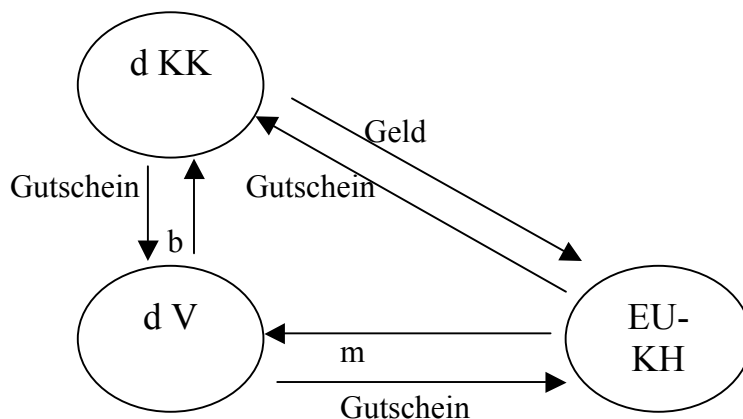 d KK
Geld
Gutschein
Gutschein
b
d V
EU-
KH
m
Gutschein